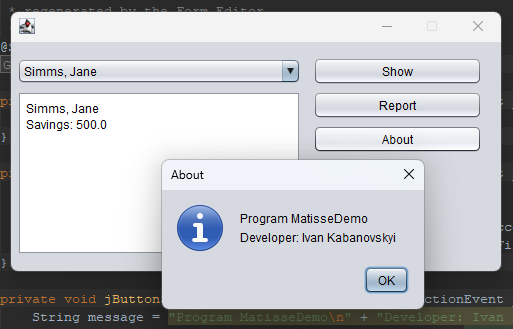 * regenerated by the Form Editor
@S
G
Simms, Jane
Show
Simms, Jane
Savings: 500.0
Report
About
About
Program MatisseDemo
Developer: Ivan Kabanovskyi
OK
}
}
}
private void jButton
ctionEvent
String message = "Program MatisseDemo\n" + "Developer: Ivan